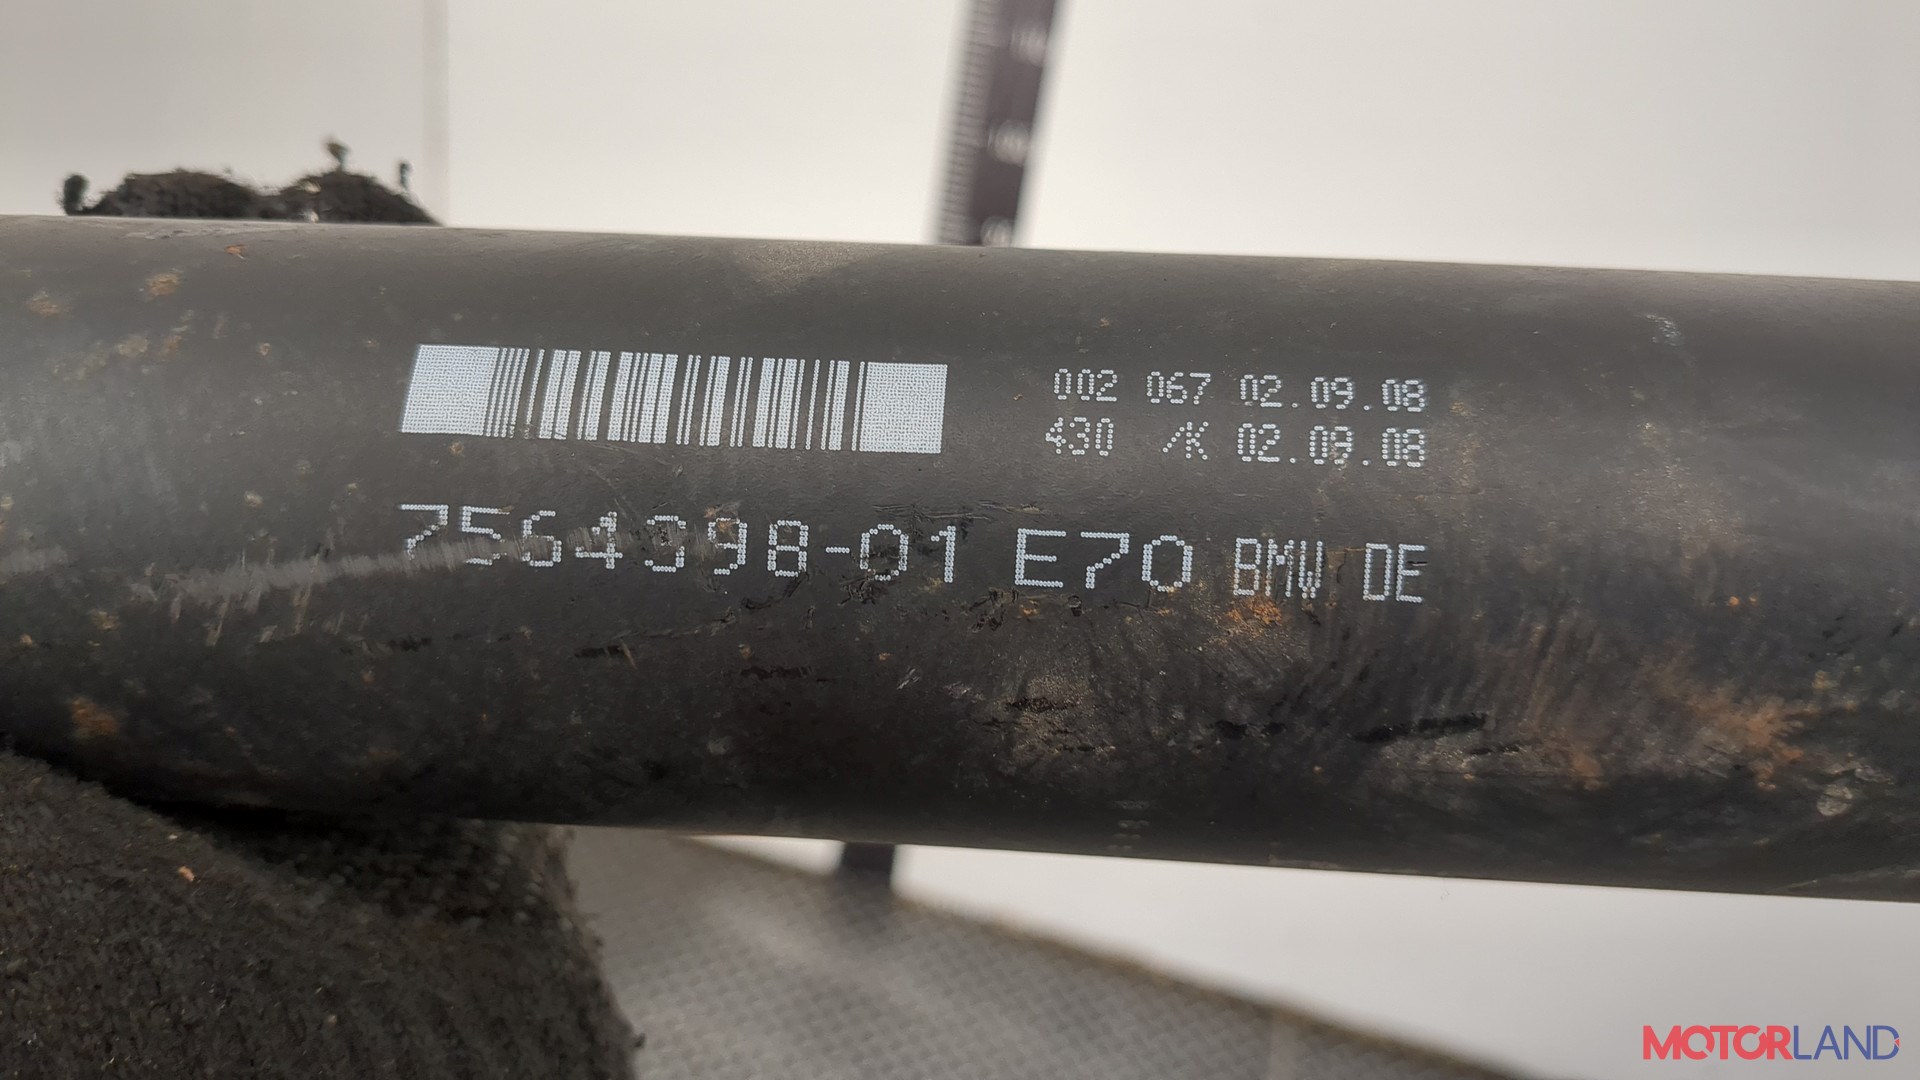 002 067 02.09.08
430 /K 02.09.08
7564398-01 E70 BMW DE
MOTORLAND